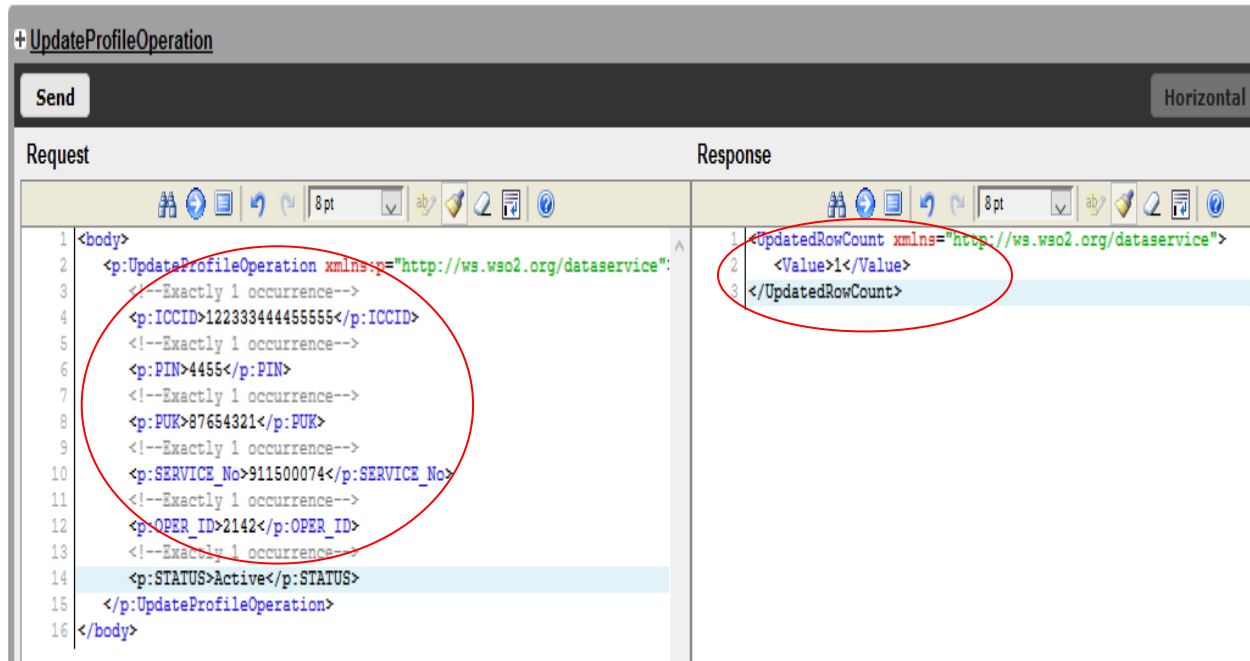 UpdateProfileOperation
Send
Horizontal
Request
Response
8pt
8pt
1 <body>
2 <p:UpdateProfileOperation xmlns:p="http://ws.wso2.org/dataservice"
3 <!--Exactly 1 occurrence-->
4 <p:ICCID>122333444455555</p:ICCID>
5 <!--Exactly 1 occurrence-->
6 <p:PIN>4455</p:PIN>
7 <!--Exactly 1 occurrence-->
8 <p:PUK>87654321</p:PUK>
9 <!--Exactly 1 occurrence-->
10 <p:SERVICE_No>911500074</p:SERVICE_No>
11 <!--Exactly 1 occurrence-->
12 <p:OPER_ID>2142</p:OPER_ID>
13 <!--Exactly 1 occurrence-->
14 <p:STATUS>Active</p:STATUS>
15 </p:UpdateProfileOperation>
16 </body>
1 <UpdatedRowCount xmlns="http://ws.wso2.org/dataservice">
2 <Value>1</Value>
3 </UpdatedRowCount>